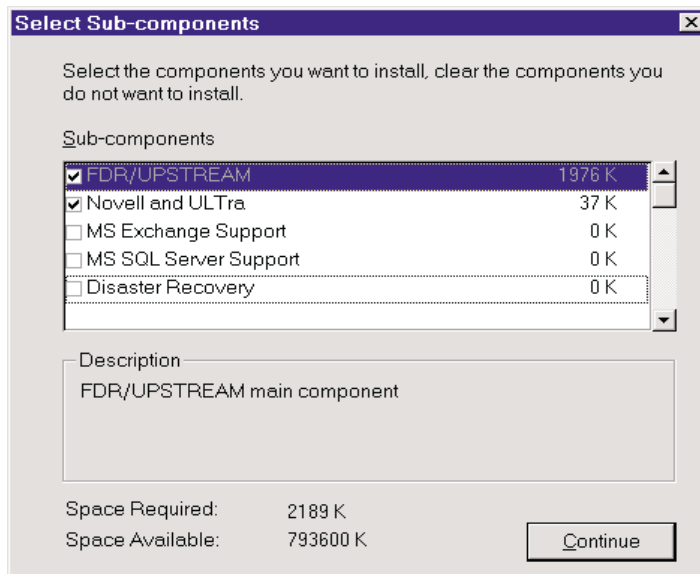 Select Sub-components
Select the components you want to install, clear the components you
do not want to install.
Sub-components
FDR/UPSTREAM 1976 K
Novell and ULTra 37 K
MS Exchange Support 0 K
MS SQL Server Support 0 K
Disaster Recovery 0 K
Description
FDR/UPSTREAM main component
Space Required: 2189 K
Space Available: 793600 K
Continue